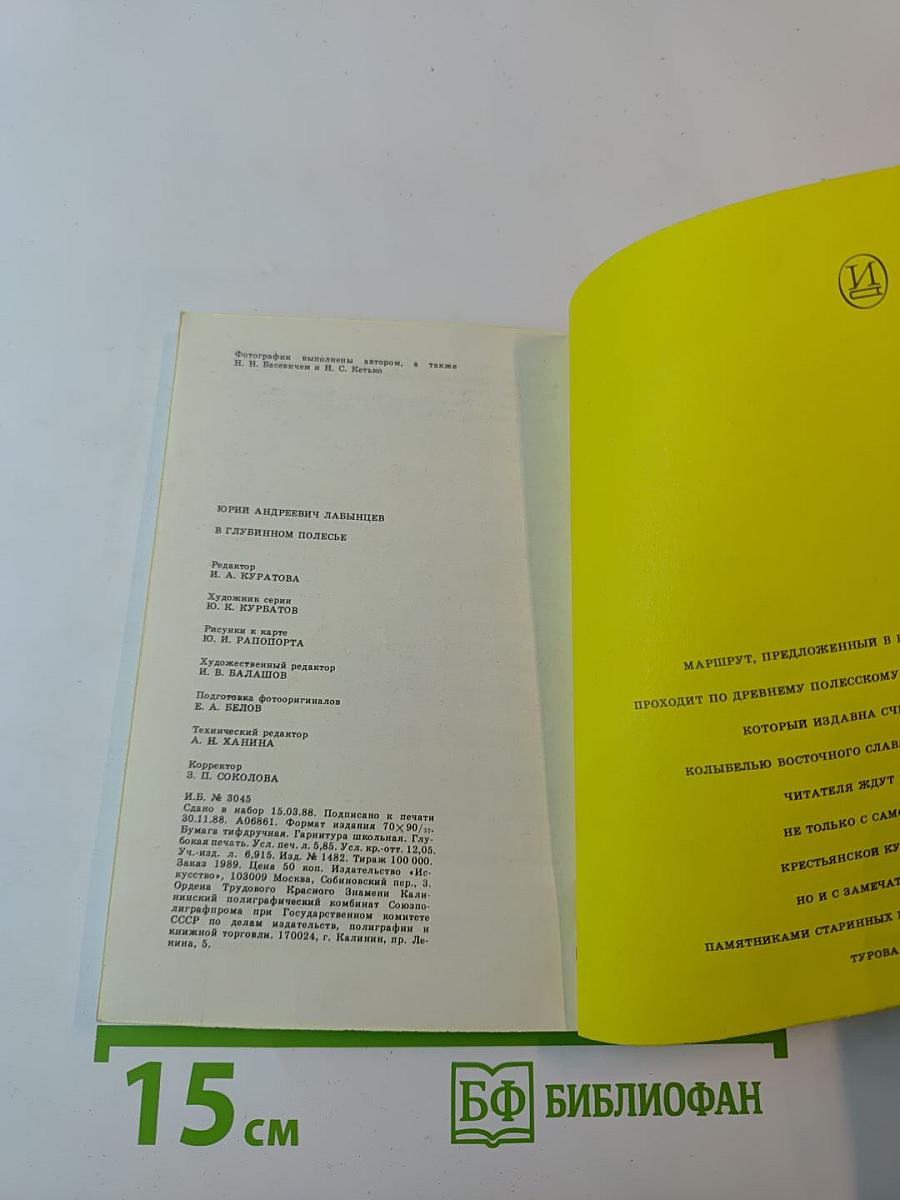 Фотографии выполнены автором, а также
Н. Н. Васевичем и Н. С. Кетько
ЮРИЙ АНДРЕЕВИЧ ЛАБЫНЦЕВ
В ГЛУБИННОМ ПОЛЕСЬЕ
Редактор
И. А. КУРАТОВА
Художник серии
Ю. К. КУРБАТОВ
Рисунки к карте
Ю. И. РАПОПОРТА
Художественный редактор
И. В. БАЛАШОВ
Подготовка фотооригиналов
Е. А. БЕЛОВ
Технический редактор
А. Н. ХАНИНА
Корректор
З. П. СОКОЛОВА
И.Б. № 3045
Сдано в набор 15.03.88. Подписано к печати
30.11.88. А06861. Формат издания 70×90/32.
Бумага тифдручная. Гарнитура школьная. Глу-
бокая печать. Усл. печ. л. 5,85. Усл. кр.-отт. 12,05.
Уч.-изд. л. 6,915. Изд. № 1482. Тираж 100 000.
Заказ 1989. Цена 50 коп. Издательство «Ис-
кусство», 103009 Москва, Собиновский пер., 3.
Ордена Трудового Красного Знамени Кали-
нинский полиграфический комбинат Союзпо-
лиграфпрома при Государственном комитете
СССР по делам издательств, полиграфии и
книжной торговли. 170024, г. Калинин, пр. Ле-
нина, 5.
И
МАРШРУТ, ПРЕДЛОЖЕННЫЙ В
ПРОХОДИТ ПО ДРЕВНЕМУ ПОЛЕССКОМУ
КОТОРЫЙ ИЗДАВНА СЧ
КОЛЫБЕЛЬЮ ВОСТОЧНОГО СЛАВ
ЧИТАТЕЛЯ ЖДУТ
НЕ ТОЛЬКО С САМО
КРЕСТЬЯНСКОЙ КУ
НО И С ЗАМЕЧАТ
ПАМЯТНИКАМИ СТАРИННЫХ
ТУРОВА
15 см
БФ БИБЛИОФАН